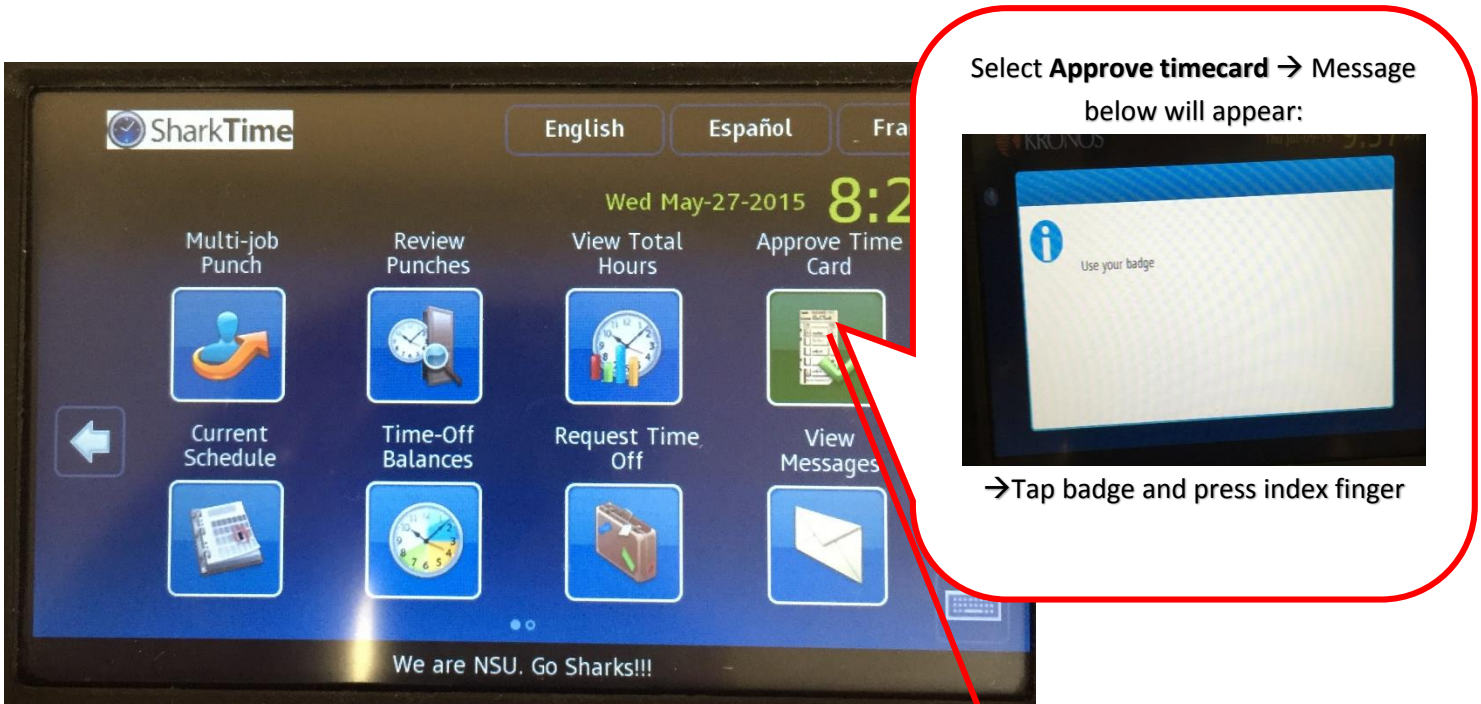 SharkTime
English
Español
Wed May-27-2015
Multi-job
Punch
Review
Punches
View Total
Hours
Approve Time
Card
Current
Schedule
Time-Off
Balances
Request Time
Off
View
Messages
We are NSU. Go Sharks!!!
Select Approve timecard → Message
below will appear:
KRONOS
Use your badge
→Tap badge and press index finger